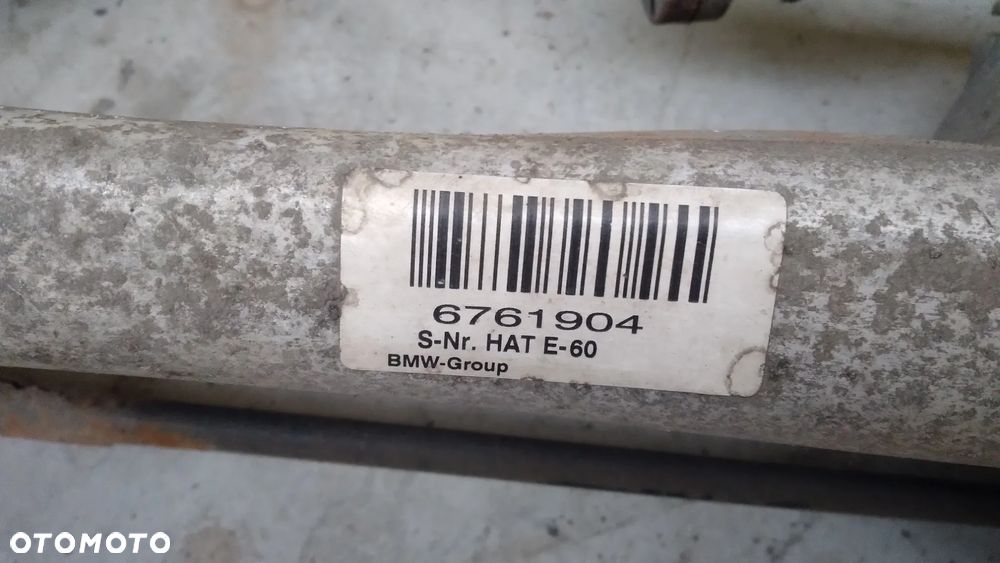 6761904
S-Nr. HAT E-60
BMW-Group
OTOMOTO